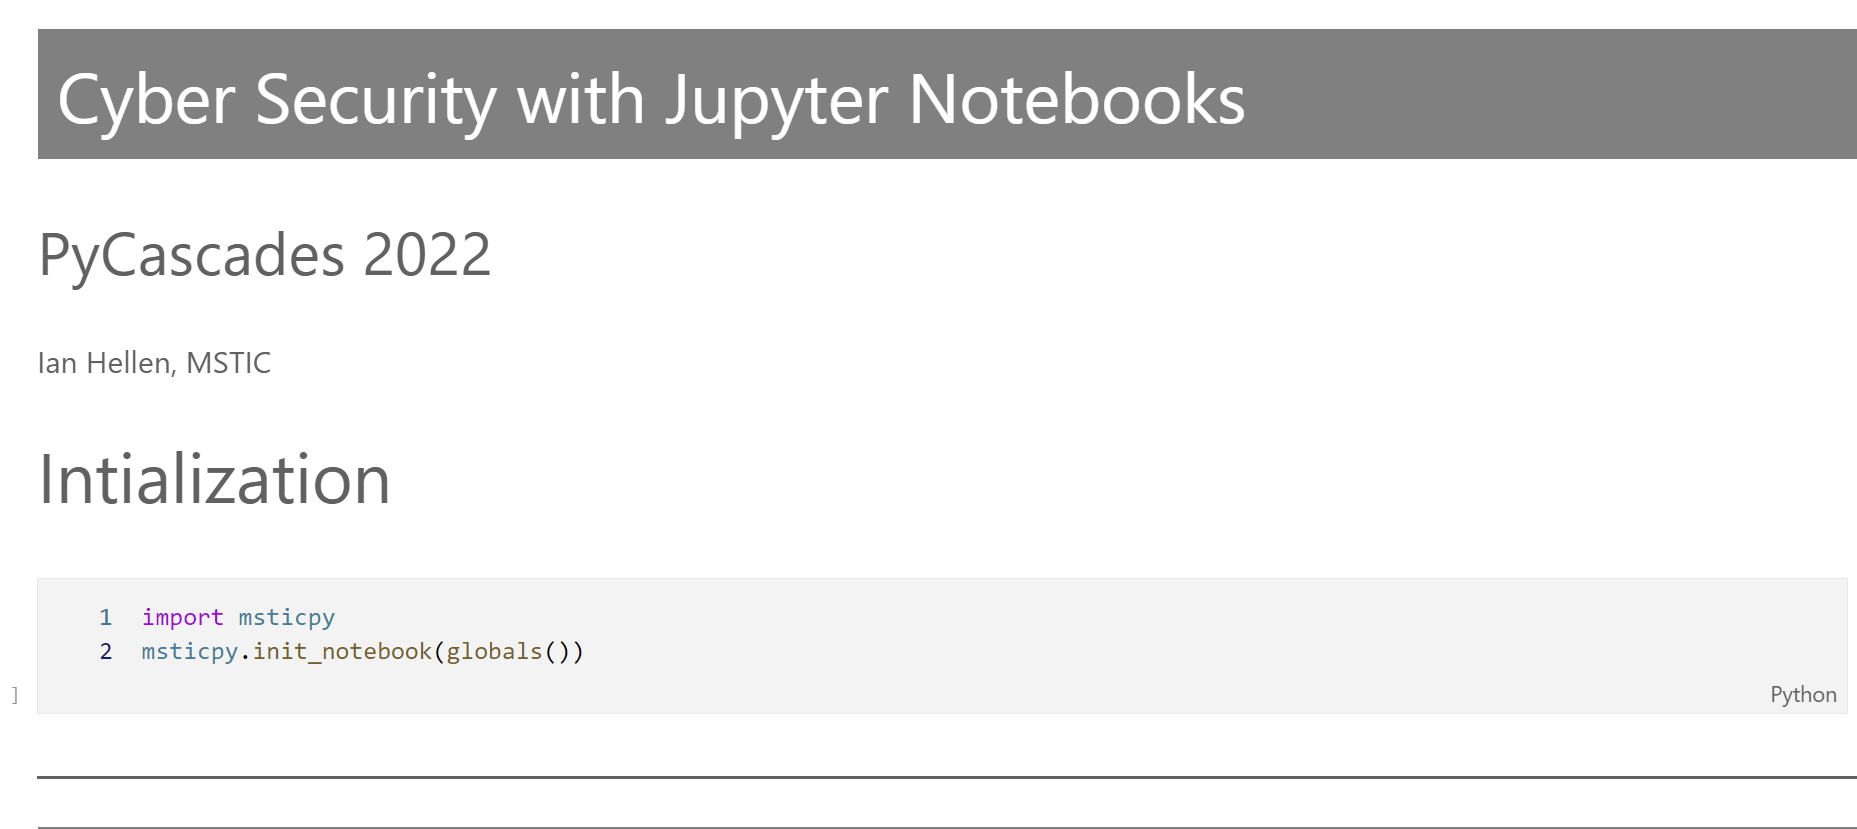 Cyber Security with Jupyter Notebooks
PyCascades 2022
Ian Hellen, MSTIC
Intialization
1 import msticpy
2 msticpy.init_notebook(globals())
]
Python